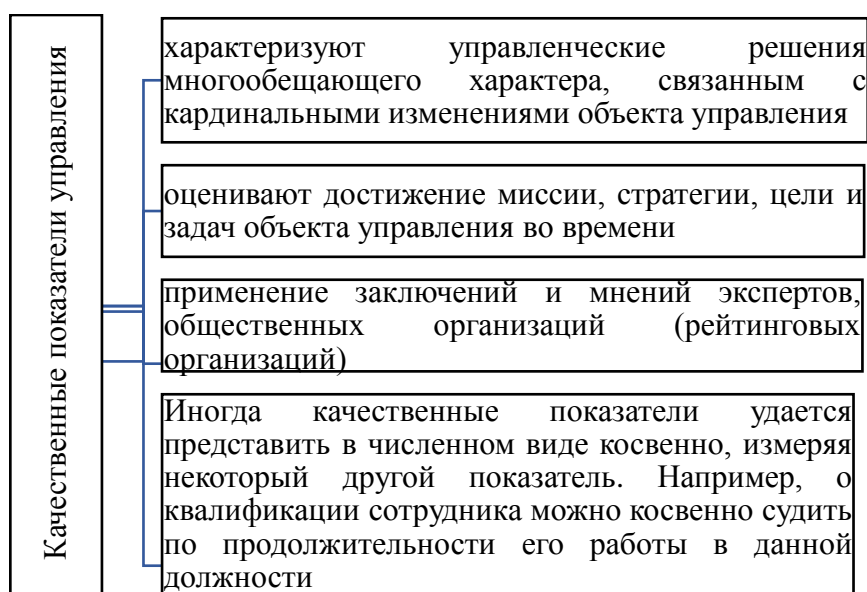 Качественные показатели управления
характеризуют управленческие решения
многообещающего характера, связанным с
кардинальными изменениями объекта управления
оценивают достижение миссии, стратегии, цели и
задач объекта управления во времени
применение заключений и мнений экспертов,
общественных организаций (рейтинговых
организаций)
Иногда качественные показатели удается
представить в численном виде косвенно, измеряя
некоторый другой показатель. Например, о
квалификации сотрудника можно косвенно судить
по продолжительности его работы в данной
должности